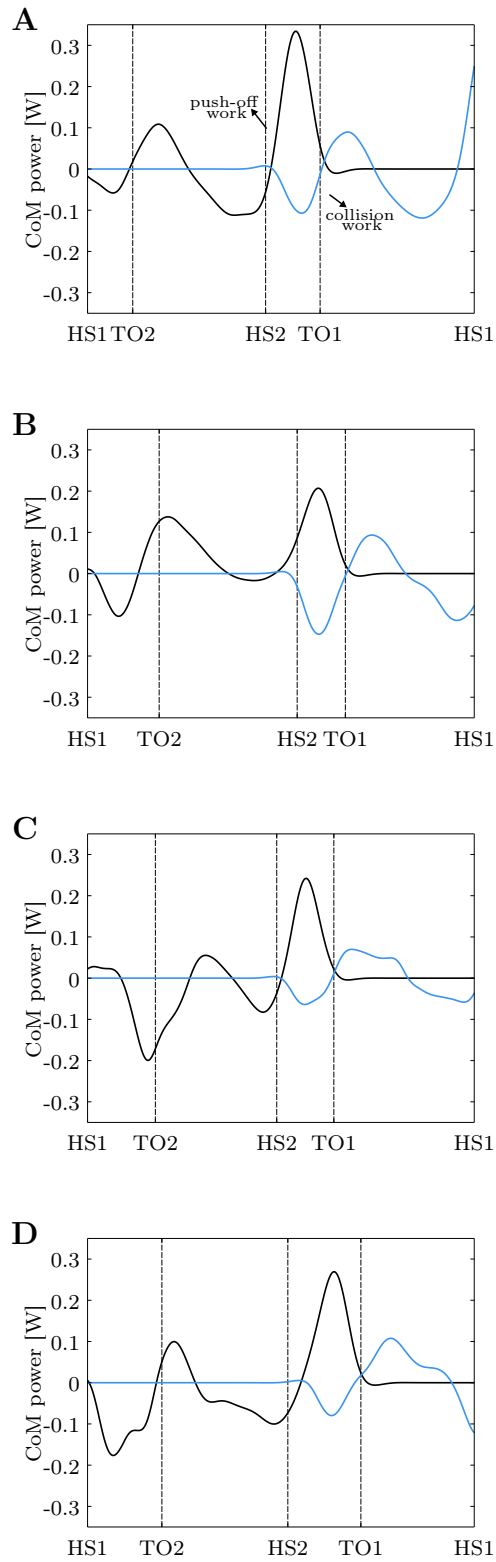 A
CoM power [W]
0.3
0.2
0.1
0
-0.1
-0.2
-0.3
push-off
work
collision
work
HS1 TO2 HS2 TO1 HS1
B
CoM power [W]
0.3
0.2
0.1
0
-0.1
-0.2
-0.3
HS1 TO2 HS2 TO1 HS1
C
CoM power [W]
0.3
0.2
0.1
0
-0.1
-0.2
-0.3
HS1 TO2 HS2 TO1 HS1
D
CoM power [W]
0.3
0.2
0.1
0
-0.1
-0.2
-0.3
HS1 TO2 HS2 TO1 HS1